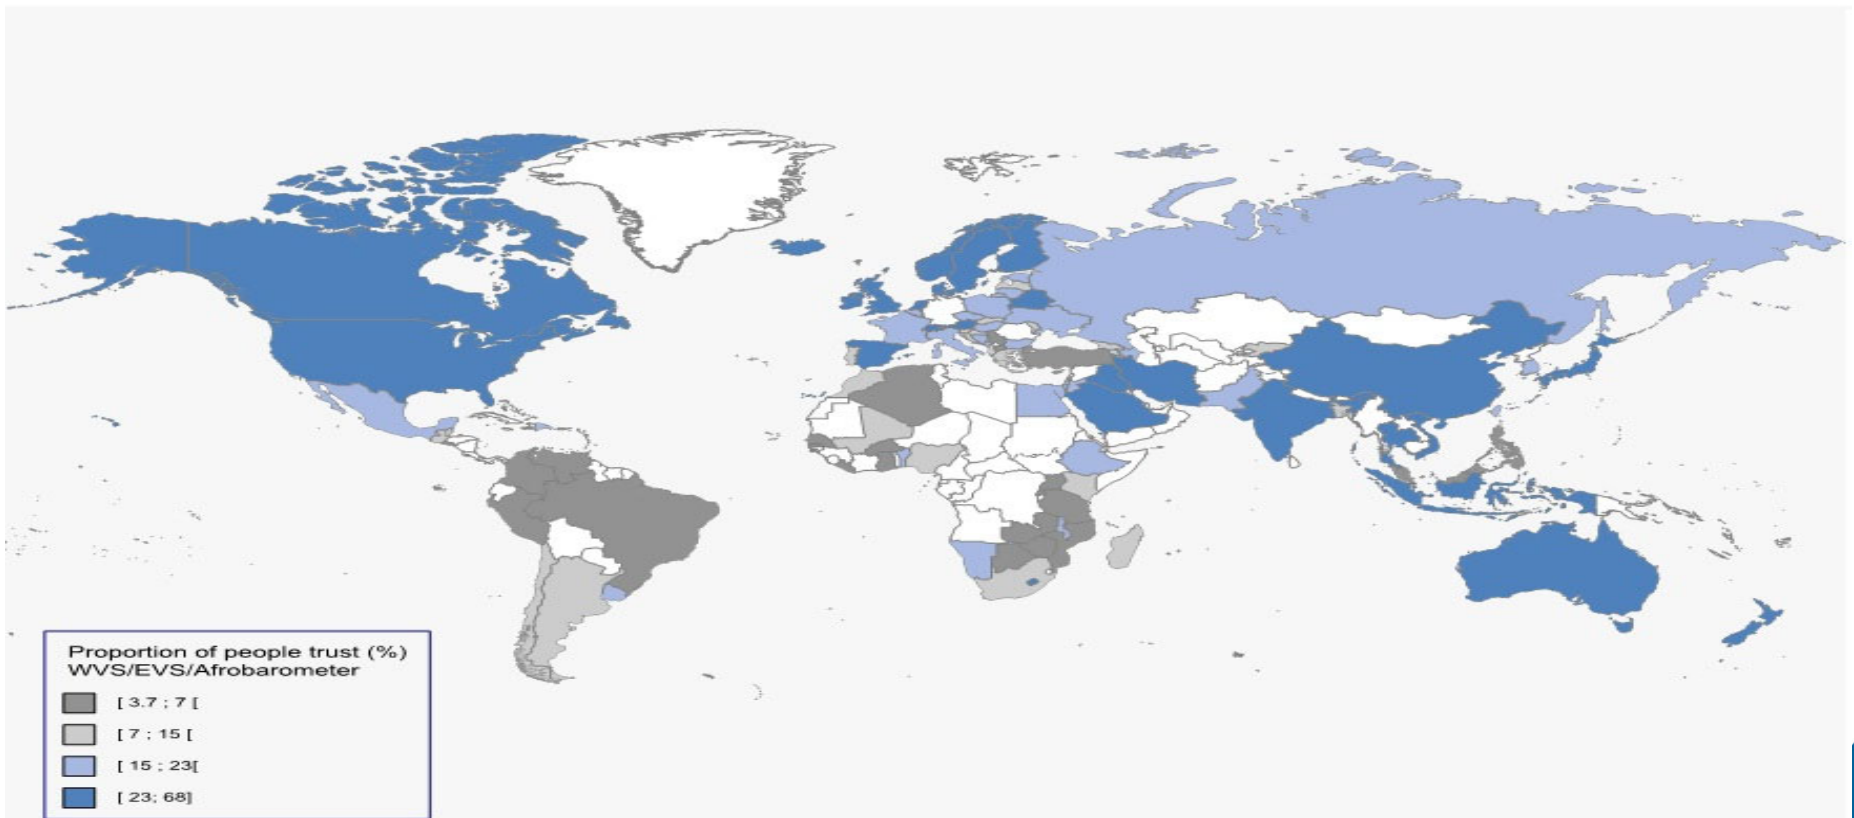 Proportion of people trust (%)
WVS/EVS/Afrobarometer
[ 3.7 ; 7 [
[ 7 ; 15 [
[ 15 ; 23[
[ 23; 68]